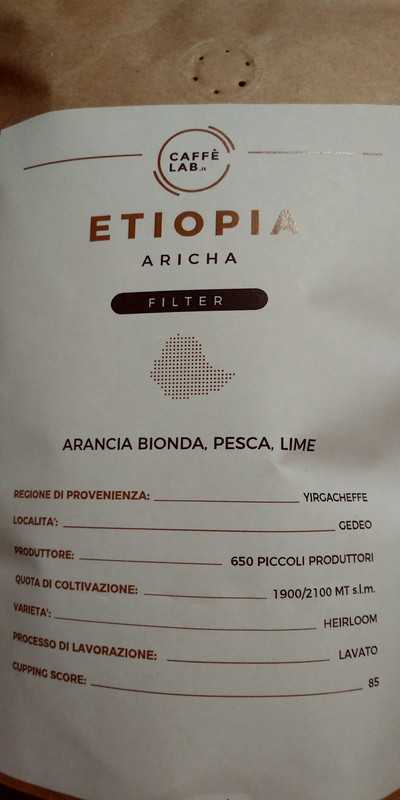 CAFFÈ
LAB.it
ETIOPIA
ARICHA
FILTER
ARANCIA BIONDA, PESCA, LIME
REGIONE DI PROVENIENZA: YIRGACHEFFE
LOCALITA': GEDEO
PRODUTTORE: 650 PICCOLI PRODUTTORI
QUOTA DI COLTIVAZIONE: 1900/2100 MT s.l.m.
VARIETA': HEIRLOOM
PROCESSO DI LAVORAZIONE: LAVATO
CUPPING SCORE: 85